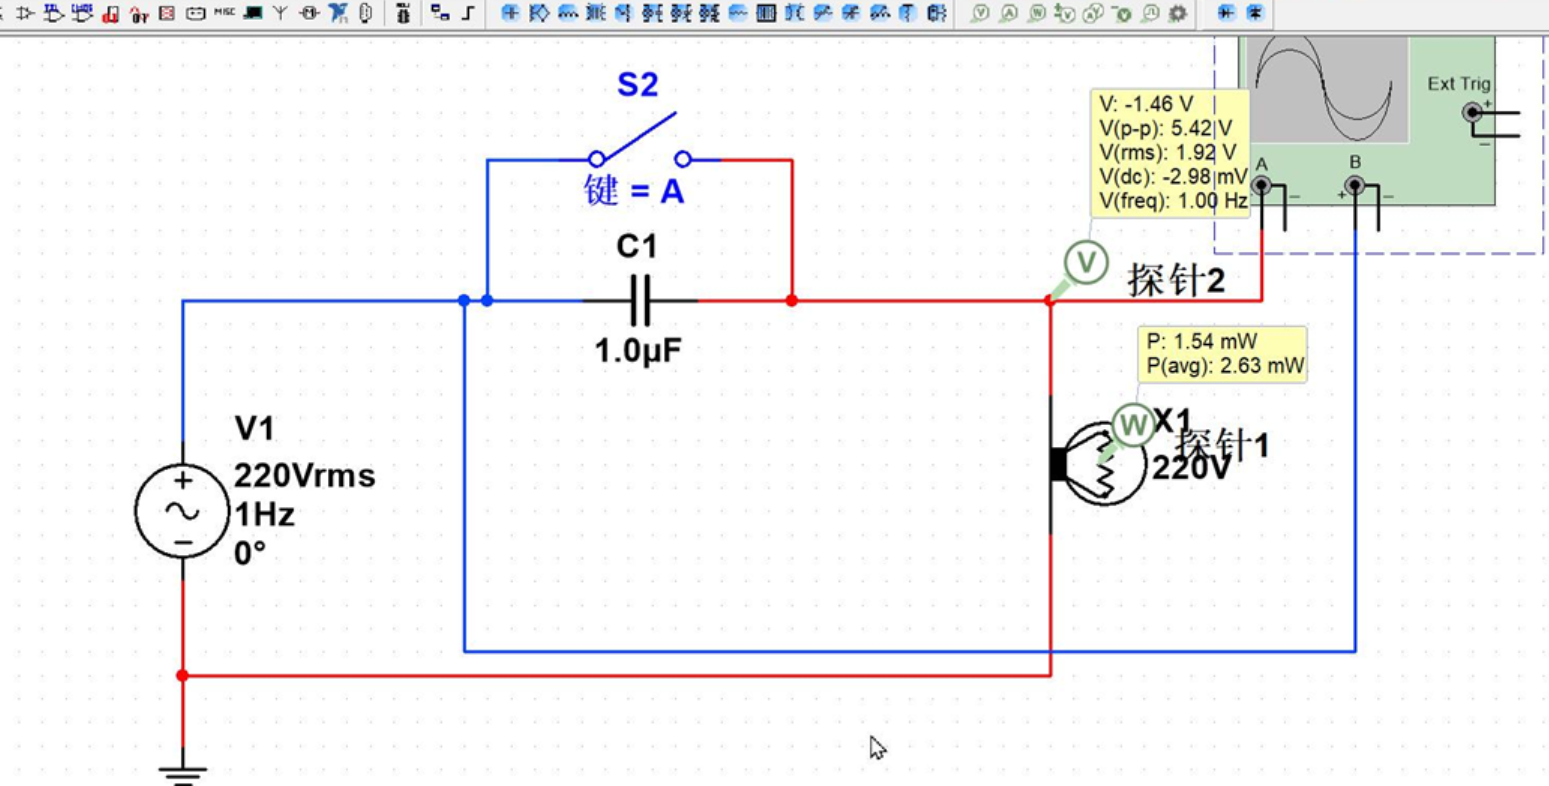 MISC
S2
键 = A
C1
1.0µF
V: -1.46 V
V(p-p): 5.42 V
V(rms): 1.92 V
V(dc): -2.98 mV
V(freq): 1.00 Hz
Ext Trig
A
B
V
探针2
P: 1.54 mW
P(avg): 2.63 mW
W
X1
探针1
220V
V1
220Vrms
1Hz
0°